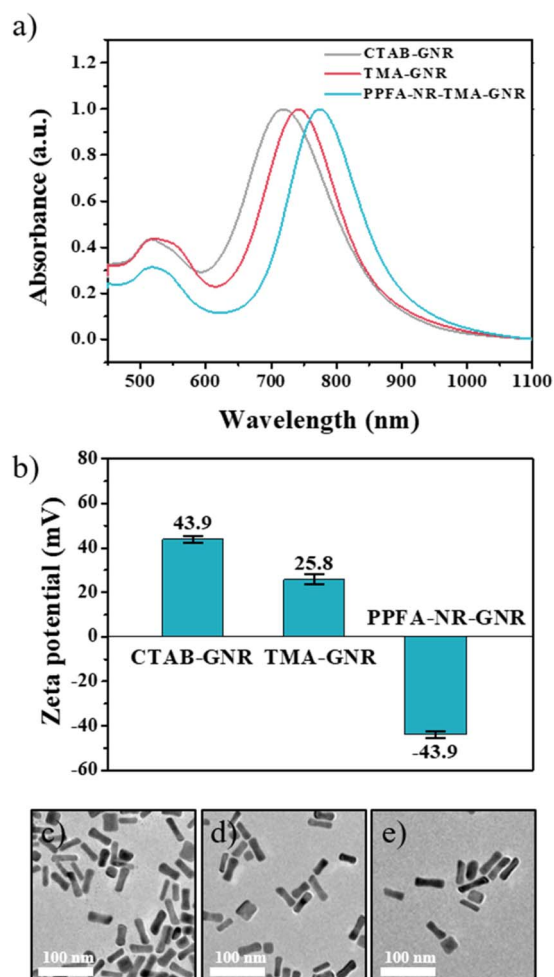 a)
CTAB-GNR
TMA-GNR
PPFA-NR-TMA-GNR
Absorbance (a.u.)
1.2
1.0
0.8
0.6
0.4
0.2
0.0
500 600 700 800 900 1000 1100
Wavelength (nm)
b)
Zeta potential (mV)
80
60
40
20
0
-20
-40
-60
43.9
25.8
PPFA-NR-GNR
CTAB-GNR TMA-GNR
-43.9
c) d) e)
100 nm 100 nm 100 nm